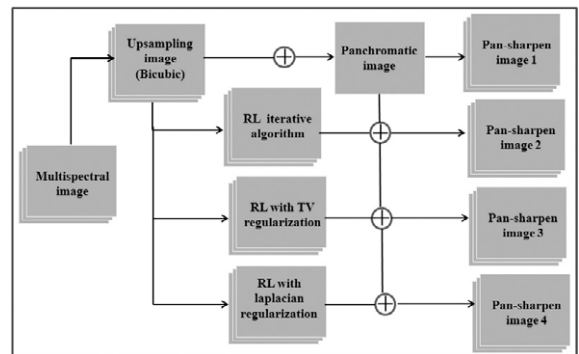 Upsampling
image
(Bicubic)
Panchromatic
image
Pan-sharpen
image 1
RL iterative
algorithm
Pan-sharpen
image 2
Multispectral
image
RL with TV
regularization
Pan-sharpen
image 3
RL with
laplacian
regularization
Pan-sharpen
image 4